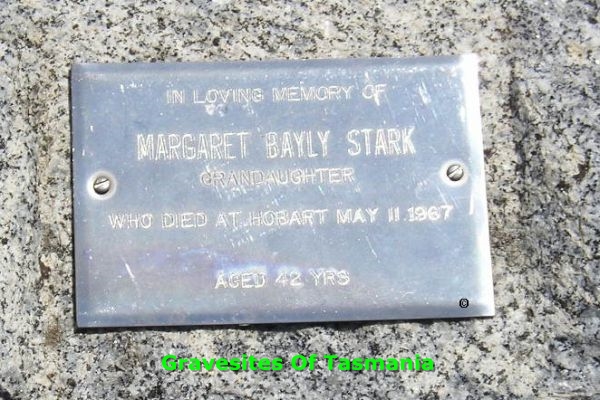 IN LOVING MEMORY OF
MARGARET BAYLY STARK
GRANDAUGHTER
WHO DIED AT HOBART MAY 11. 1967
AGED 42 YRS
©
Gravesites Of Tasmania